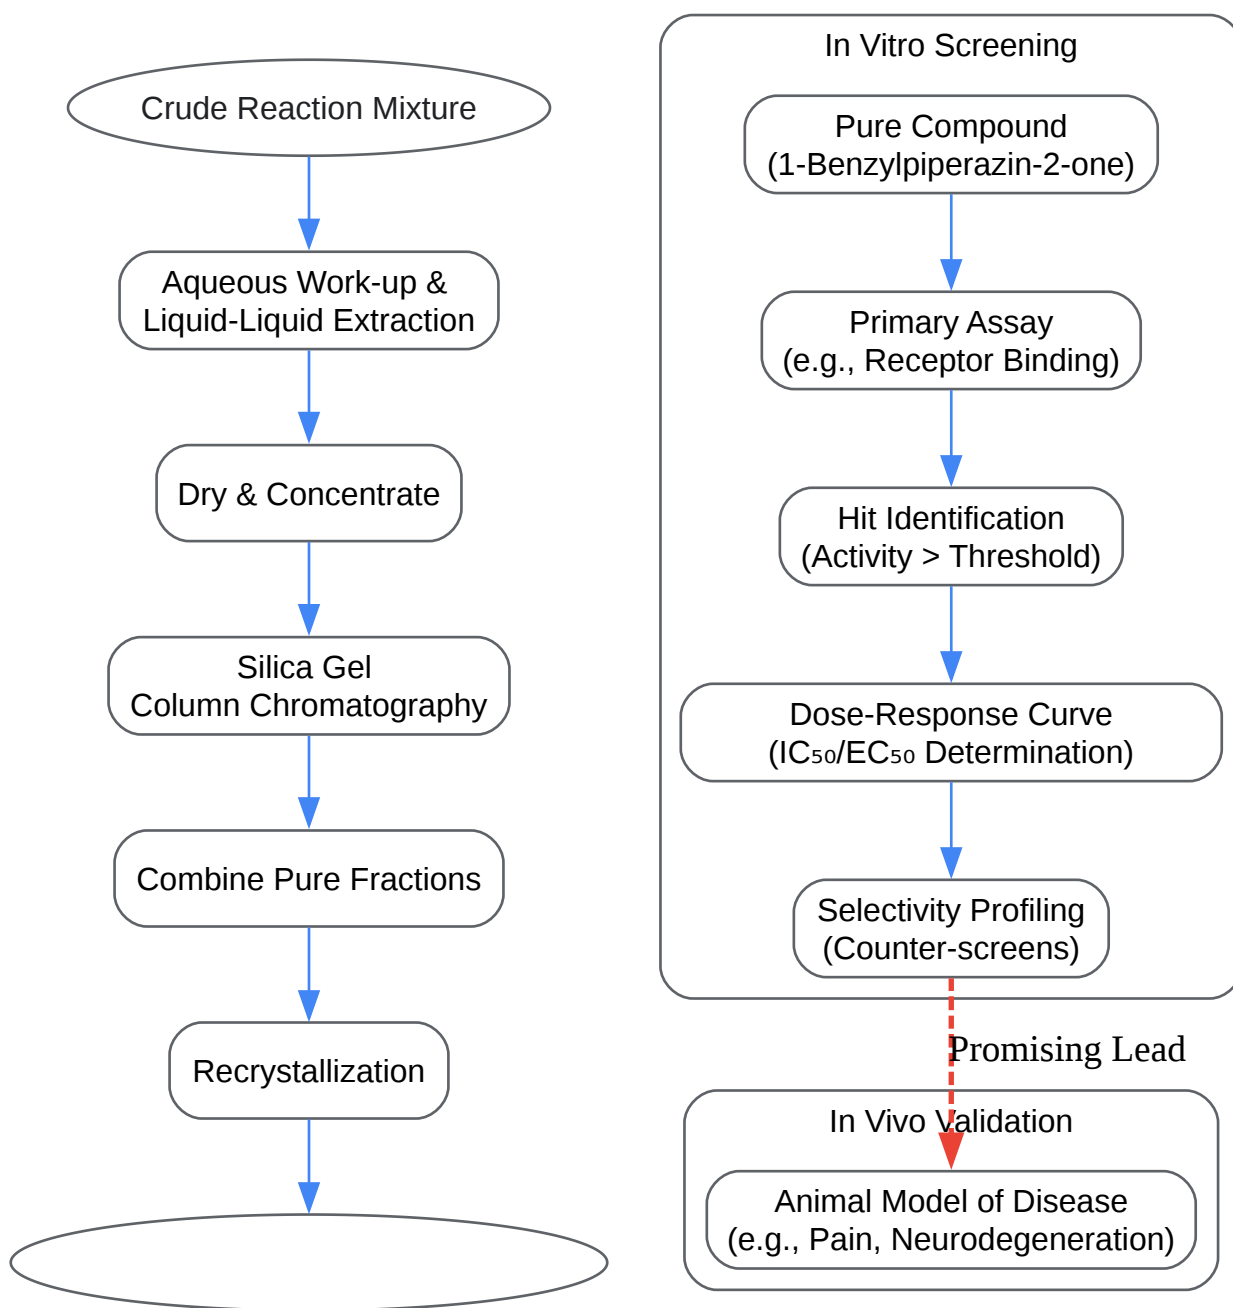 Crude Reaction Mixture
Aqueous Work-up &
Liquid-Liquid Extraction
Dry & Concentrate
Silica Gel
Column Chromatography
Combine Pure Fractions
Recrystallization
In Vitro Screening
Pure Compound
(1-Benzylpiperazin-2-one)
Primary Assay
(e.g., Receptor Binding)
Hit Identification
(Activity > Threshold)
Dose-Response Curve
(IC₅₀/EC₅₀ Determination)
Selectivity Profiling
(Counter-screens)
Promising Lead
In Vivo Validation
Animal Model of Disease
(e.g., Pain, Neurodegeneration)